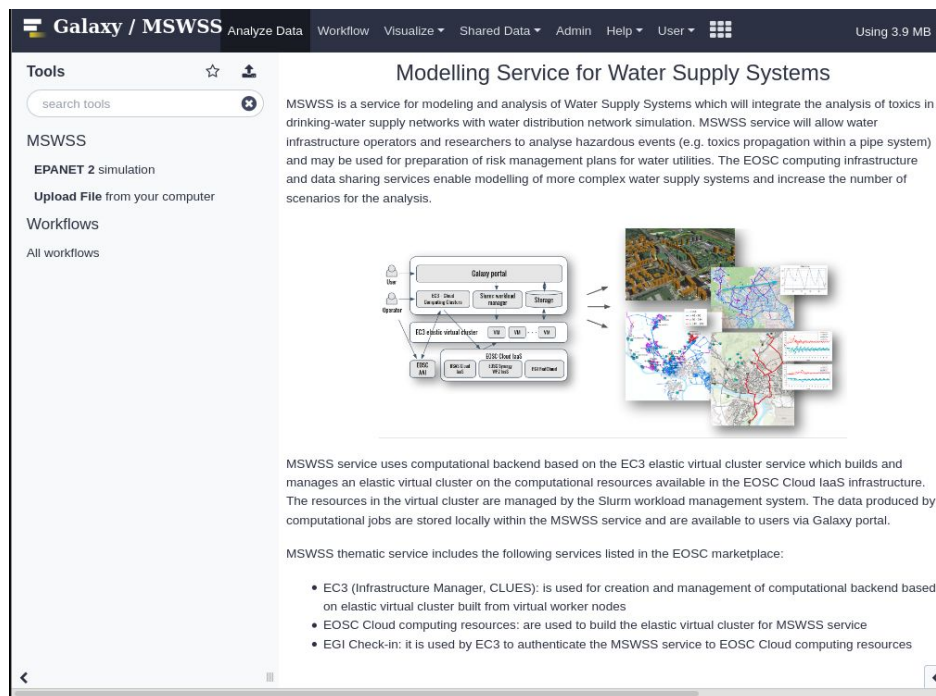 Galaxy / MSWSS Analyze Data Workflow Visualize Shared Data Admin Help User Using 3.9 MB
Tools
search tools
MSWSS
EPANET 2 simulation
Upload File from your computer
Workflows
All workflows
Modelling Service for Water Supply Systems
MSWSS is a service for modeling and analysis of Water Supply Systems which will integrate the analysis of toxics in
drinking-water supply networks with water distribution network simulation. MSWSS service will allow water
infrastructure operators and researchers to analyse hazardous events (e.g. toxics propagation within a pipe system)
and may be used for preparation of risk management plans for water utilities. The EOSC computing infrastructure
and data sharing services enable modelling of more complex water supply systems and increase the number of
scenarios for the analysis.
User
Operator
Galaxy portal
EC3 - Cloud
Computing Clusters
Slurm workload
manager
Storage
EC3 elastic virtual cluster
VM VM ... VM
EOSC
AAI
EOSC Cloud IaaS
MSWSS service uses computational backend based on the EC3 elastic virtual cluster service which builds and
manages an elastic virtual cluster on the computational resources available in the EOSC Cloud IaaS infrastructure.
The resources in the virtual cluster are managed by the Slurm workload management system. The data produced by
computational jobs are stored locally within the MSWSS service and are available to users via Galaxy portal.
MSWSS thematic service includes the following services listed in the EOSC marketplace:
• EC3 (Infrastructure Manager, CLUES): is used for creation and management of computational backend based
on elastic virtual cluster built from virtual worker nodes
• EOSC Cloud computing resources: are used to build the elastic virtual cluster for MSWSS service
• EGI Check-in: it is used by EC3 to authenticate the MSWSS service to EOSC Cloud computing resources